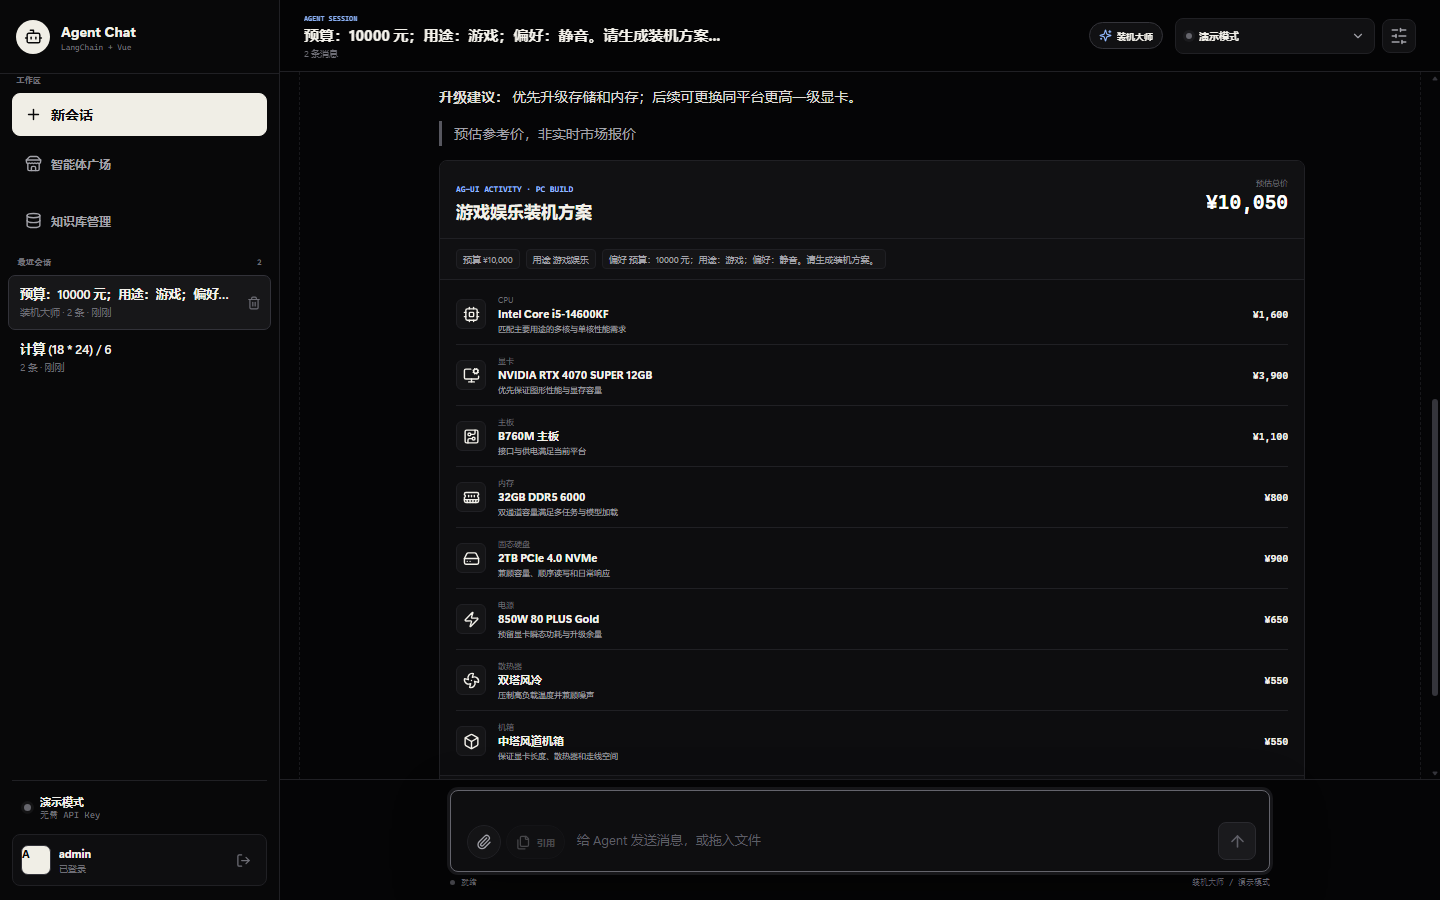 Agent Chat
LangChain + Vue
工作区
新会话
智能体广场
知识库管理
最近会话
2
预算：10000 元；用途：游戏；偏好...
装机大师 · 2 条 · 刚刚
计算 (18 * 24) / 6
2 条 · 刚刚
演示模式
无需 API Key
A
admin
已登录
AGENT SESSION
预算：10000 元；用途：游戏；偏好：静音。请生成装机方案...
2 条消息
装机大师
演示模式
升级建议： 优先升级存储和内存；后续可更换同平台更高一级显卡。
预估参考价，非实时市场报价
AG-UI ACTIVITY · PC BUILD
游戏娱乐装机方案
预估总价
¥10,050
预算 ¥10,000
用途 游戏娱乐
偏好 预算：10000 元；用途：游戏；偏好：静音。请生成装机方案。
CPU
Intel Core i5-14600KF
匹配主要用途的多核与单核性能需求
¥1,600
显卡
NVIDIA RTX 4070 SUPER 12GB
优先保证图形性能与显存容量
¥3,900
主板
B760M 主板
接口与供电满足当前平台
¥1,100
内存
32GB DDR5 6000
双通道容量满足多任务与模型加载
¥800
固态硬盘
2TB PCIe 4.0 NVMe
兼顾容量、顺序读写和日常响应
¥900
电源
850W 80 PLUS Gold
预留显卡瞬态功耗与升级余量
¥650
散热器
双塔风冷
压制高负载温度并兼顾噪声
¥550
机箱
中塔风道机箱
保证显卡长度、散热器和走线空间
¥550
引用
给 Agent 发送消息，或拖入文件
就绪
装机大师 / 演示模式